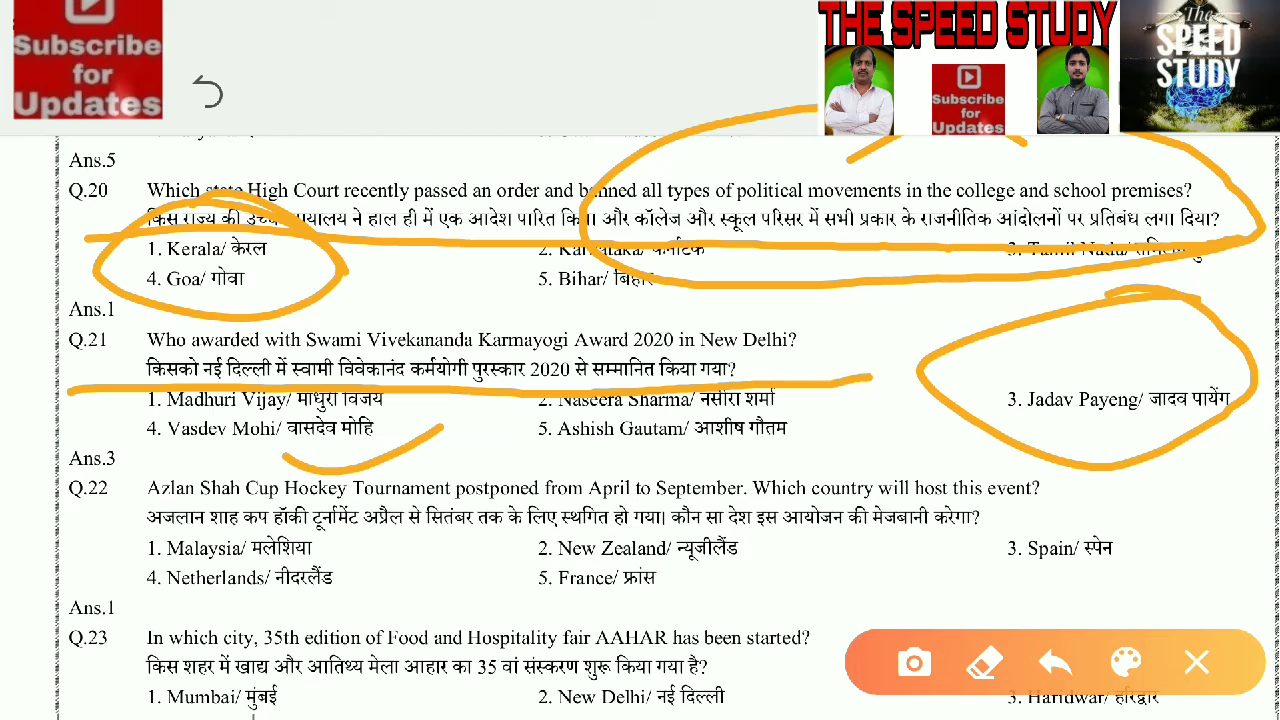 Subscribe
for
Updates
THE SPEED STUDY
Subscribe
for
Updates
The
SPEED
STUDY
Ans.5
Q.20 Which state High Court recently passed an order and banned all types of political movements in the college and school premises?
किस राज्य की उच्च न्यायालय ने हाल ही में एक आदेश पारित किया और कॉलेज और स्कूल परिसर में सभी प्रकार के राजनीतिक आंदोलनों पर प्रतिबंध लगा दिया?
1. Kerala/ केरल 2. Karnataka/ कर्नाटक 3. Tamil Nadu/
4. Goa/ गोवा 5. Bihar/ बिहार
Ans.1
Q.21 Who awarded with Swami Vivekananda Karmayogi Award 2020 in New Delhi?
किसको नई दिल्ली में स्वामी विवेकानंद कर्मयोगी पुरस्कार 2020 से सम्मानित किया गया?
1. Madhuri Vijay/ माधुरी विजय 2. Naseera Sharma/ नसीरा शर्मा 3. Jadav Payeng/ जादव पायेंग
4. Vasdev Mohi/ वासदेव मोहि 5. Ashish Gautam/ आशीष गौतम
Ans.3
Q.22 Azlan Shah Cup Hockey Tournament postponed from April to September. Which country will host this event?
अजलान शाह कप हॉकी टूर्नामेंट अप्रैल से सितंबर तक के लिए स्थगित हो गया। कौन सा देश इस आयोजन की मेजबानी करेगा?
1. Malaysia/ मलेशिया 2. New Zealand/ न्यूजीलैंड 3. Spain/ स्पेन
4. Netherlands/ नीदरलैंड 5. France/ फ्रांस
Ans.1
Q.23 In which city, 35th edition of Food and Hospitality fair AAHAR has been started?
किस शहर में खाद्य और आतिथ्य मेला आहार का 35 वां संस्करण शुरू किया गया है?
1. Mumbai/ मुंबई 2. New Delhi/ नई दिल्ली 3. Haridwar/ हरिद्वार